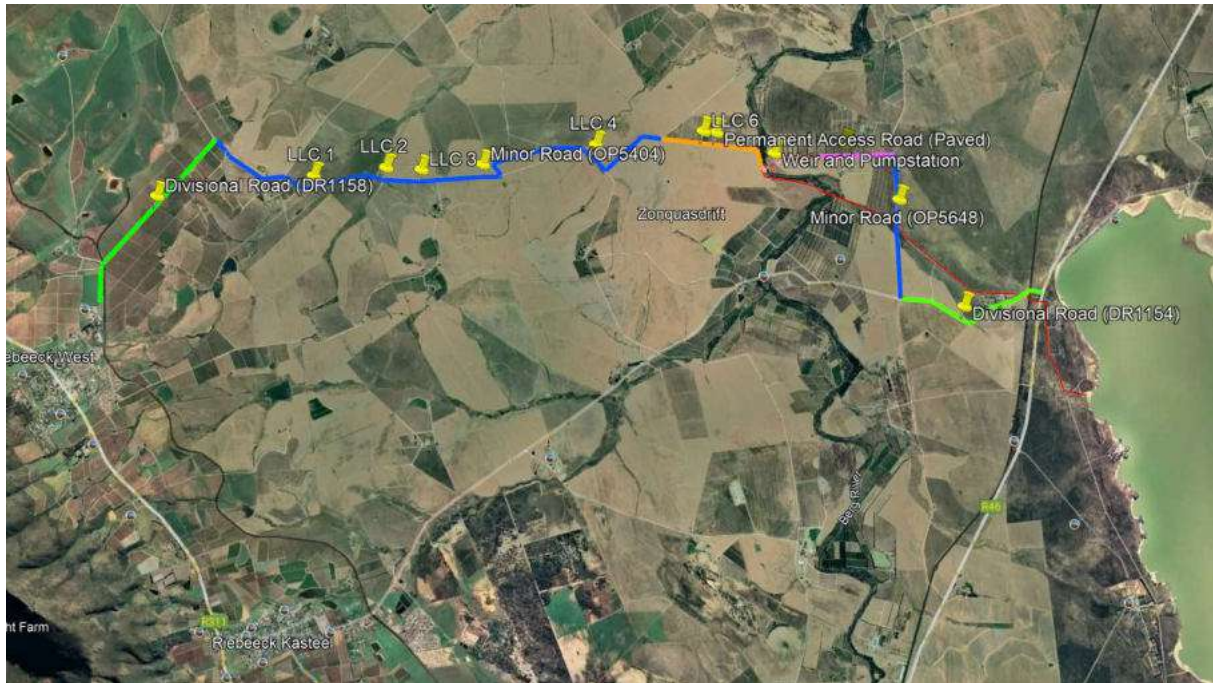 LLC 4
LLC 6
Permanent Access Road (Paved)
LLC 1
LLC 2
LLC 3
Minor Road (OP5404)
Weir and Pumpstation
Divisional Road (DR1158)
Zonquasdrift
Minor Road (OP5648)
Divisional Road (DR1154)
ebeeck West
Berg River
R46
R311
Riebeeck Kasteel
ht Farm